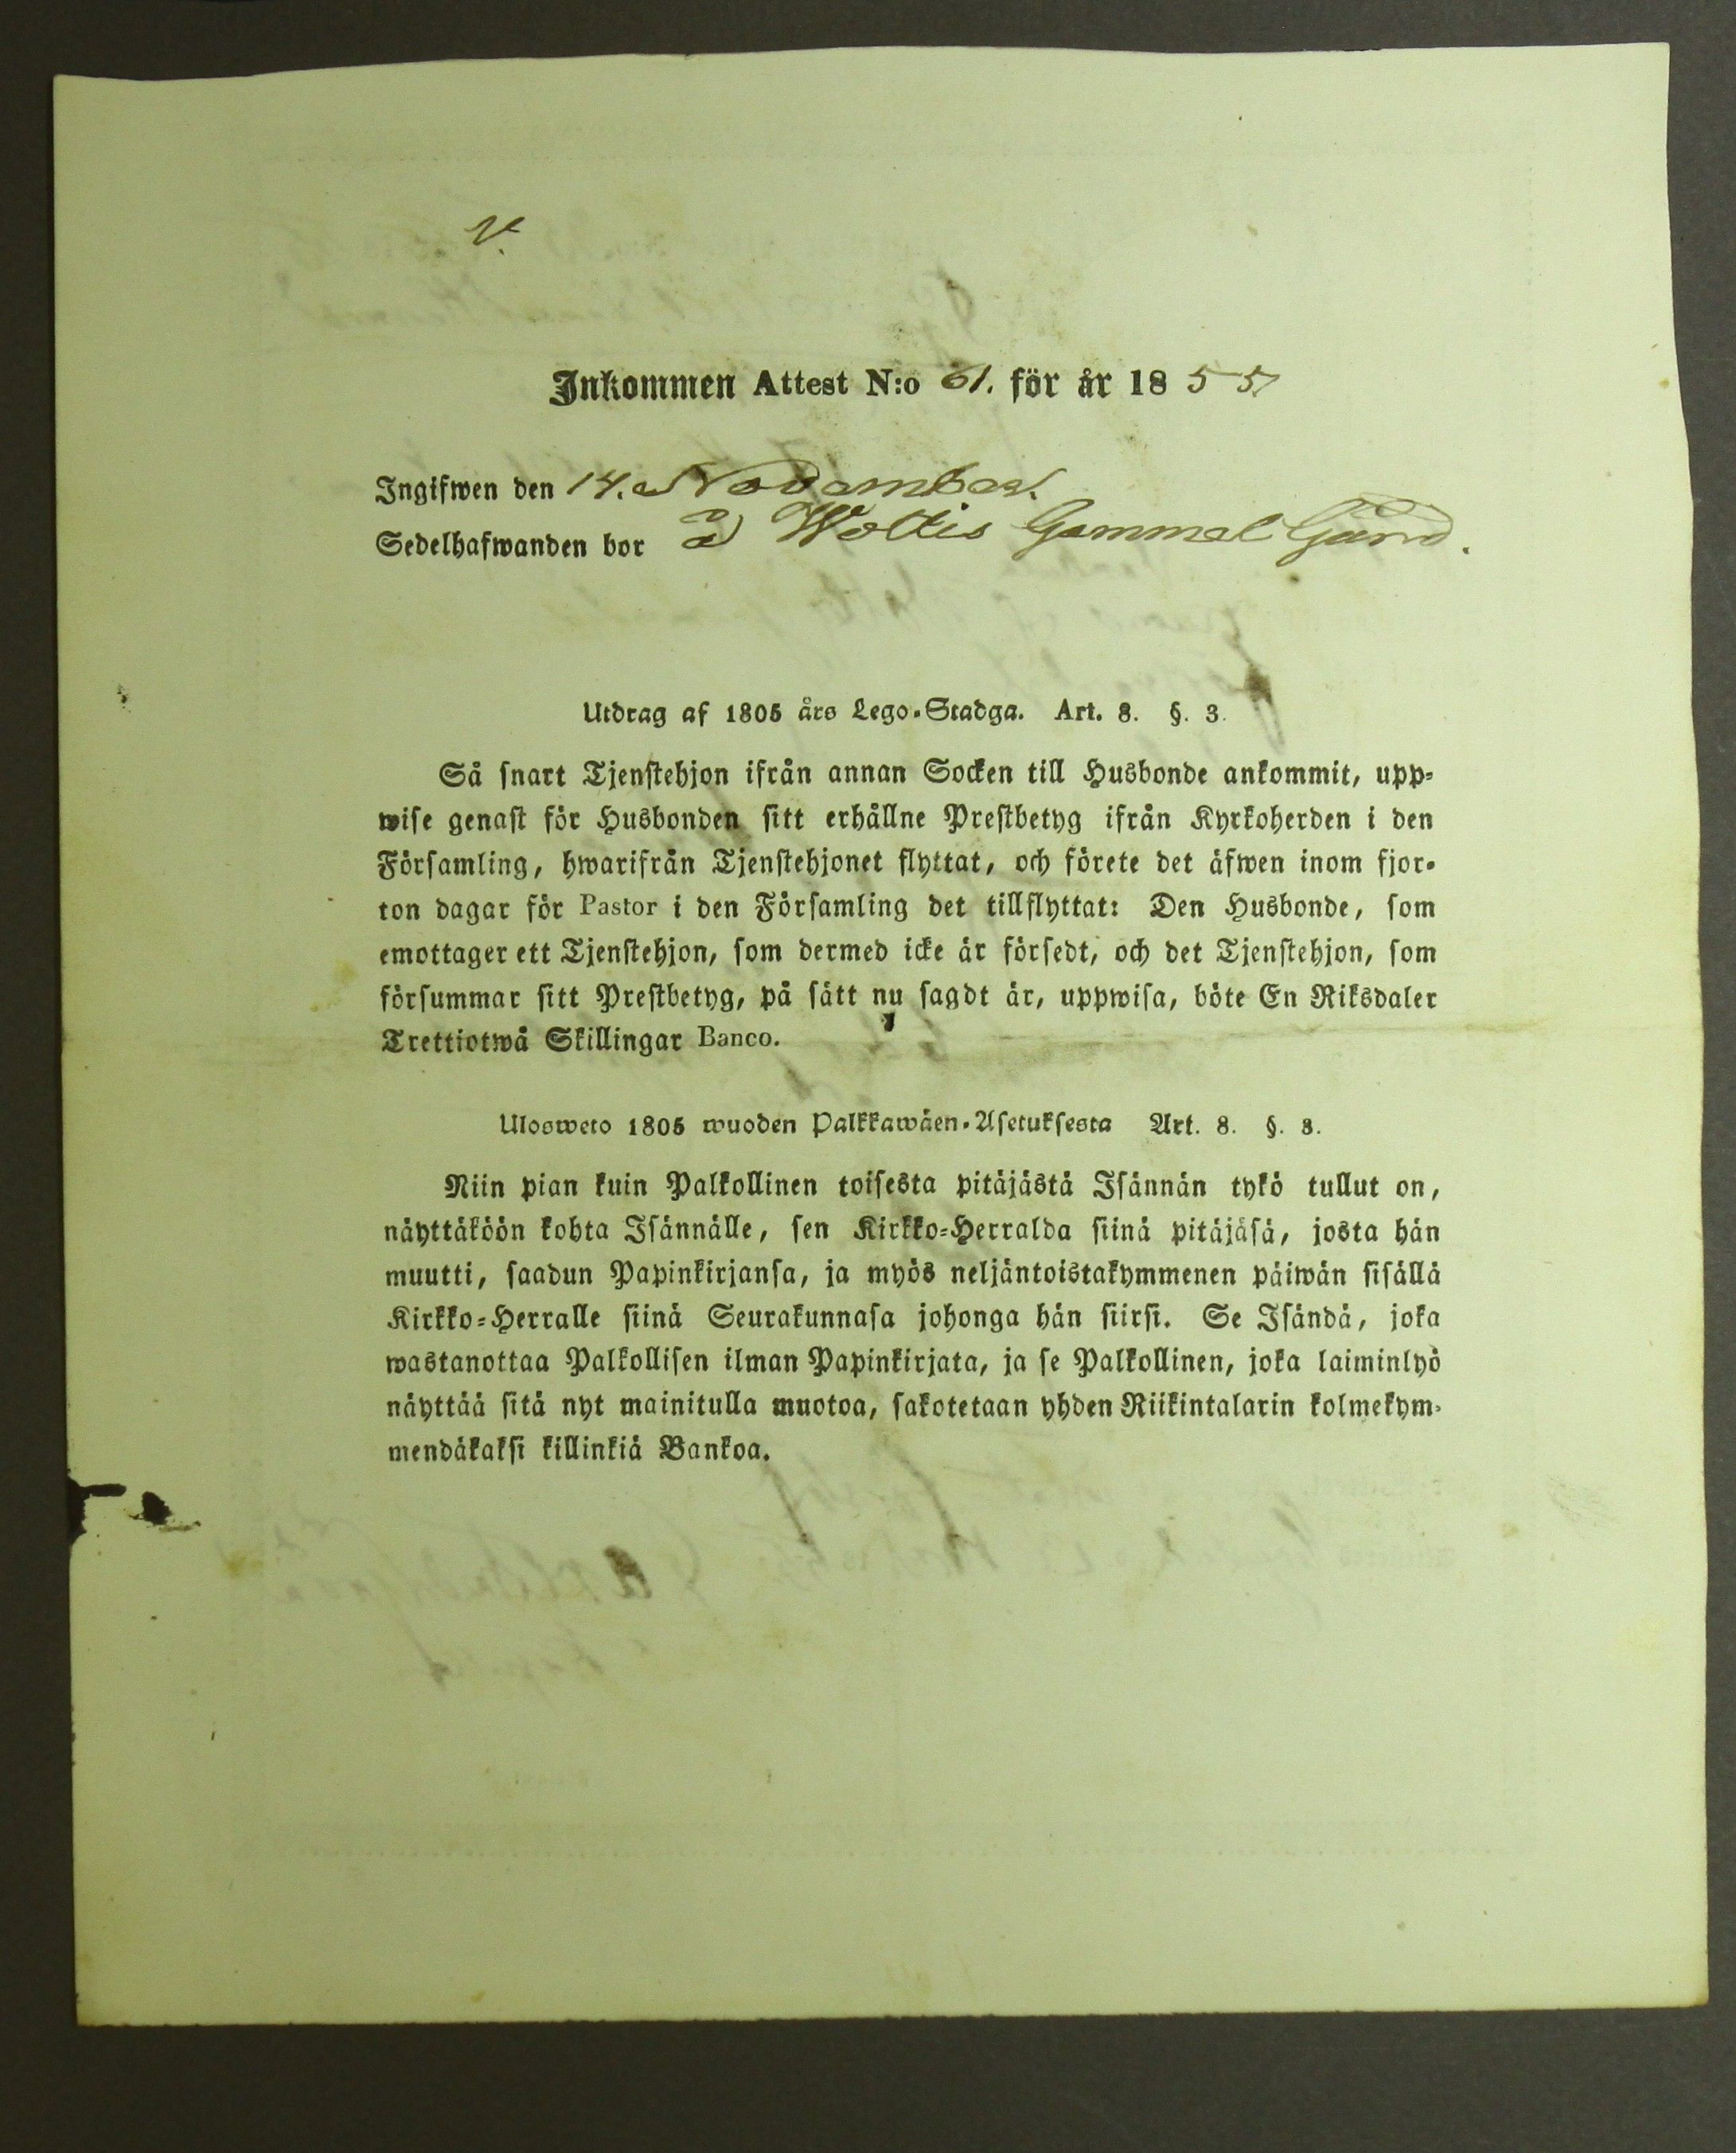 V.
Inkommen Attest N:o 61. för år 1855
Ingifwen den 14. November.
Sedelhafwanden bor å Woltis Gammel Gård.
Utdrag af 1805 års Lego-Stadga. Art. 8. §. 3.
Så snart Tjenstehjon ifrån annan Socken till Husbonde ankommit, upp-
wise genast för Husbonden sitt erhållne Prestbetyg ifrån Kyrkoherden i den
Församling, hwarifrån Tjenstehjonet flyttat, och förete det äfwen inom fjor-
ton dagar för Pastor i den Församling det tillflyttat: Den Husbonde, som
emottager ett Tjenstehjon, som dermed icke är försedt, och det Tjenstehjon, som
försummar sitt Prestbetyg, på sätt nu sagdt är, uppwisa, böte En Riksdaler
Trettiotwå Skillingar Banco.
Ulosweto 1805 wuoden Palkkawäen-Asetuksesta Art. 8. §. 3.
Niin pian kuin Palkollinen toisesta pitäjästä Isännän tykö tullut on,
näyttäköön kohta Isännälle, sen Kirkko-Herralda siinä pitäjäsä, josta hän
muutti, saadun Papinkirjansa, ja myös neljäntoistakymmenen päiwän sisällä
Kirkko-Herralle siinä Seurakunnasa johonga hän siirsi. Se Isändä, joka
wastanottaa Palkollisen ilman Papinkirjata, ja se Palkollinen, joka laiminlyö
näyttää sitä nyt mainitulla muotoa, sakotetaan yhden Riikintalarin kolmekym-
mendäkaksi killinkiä Bankoa.